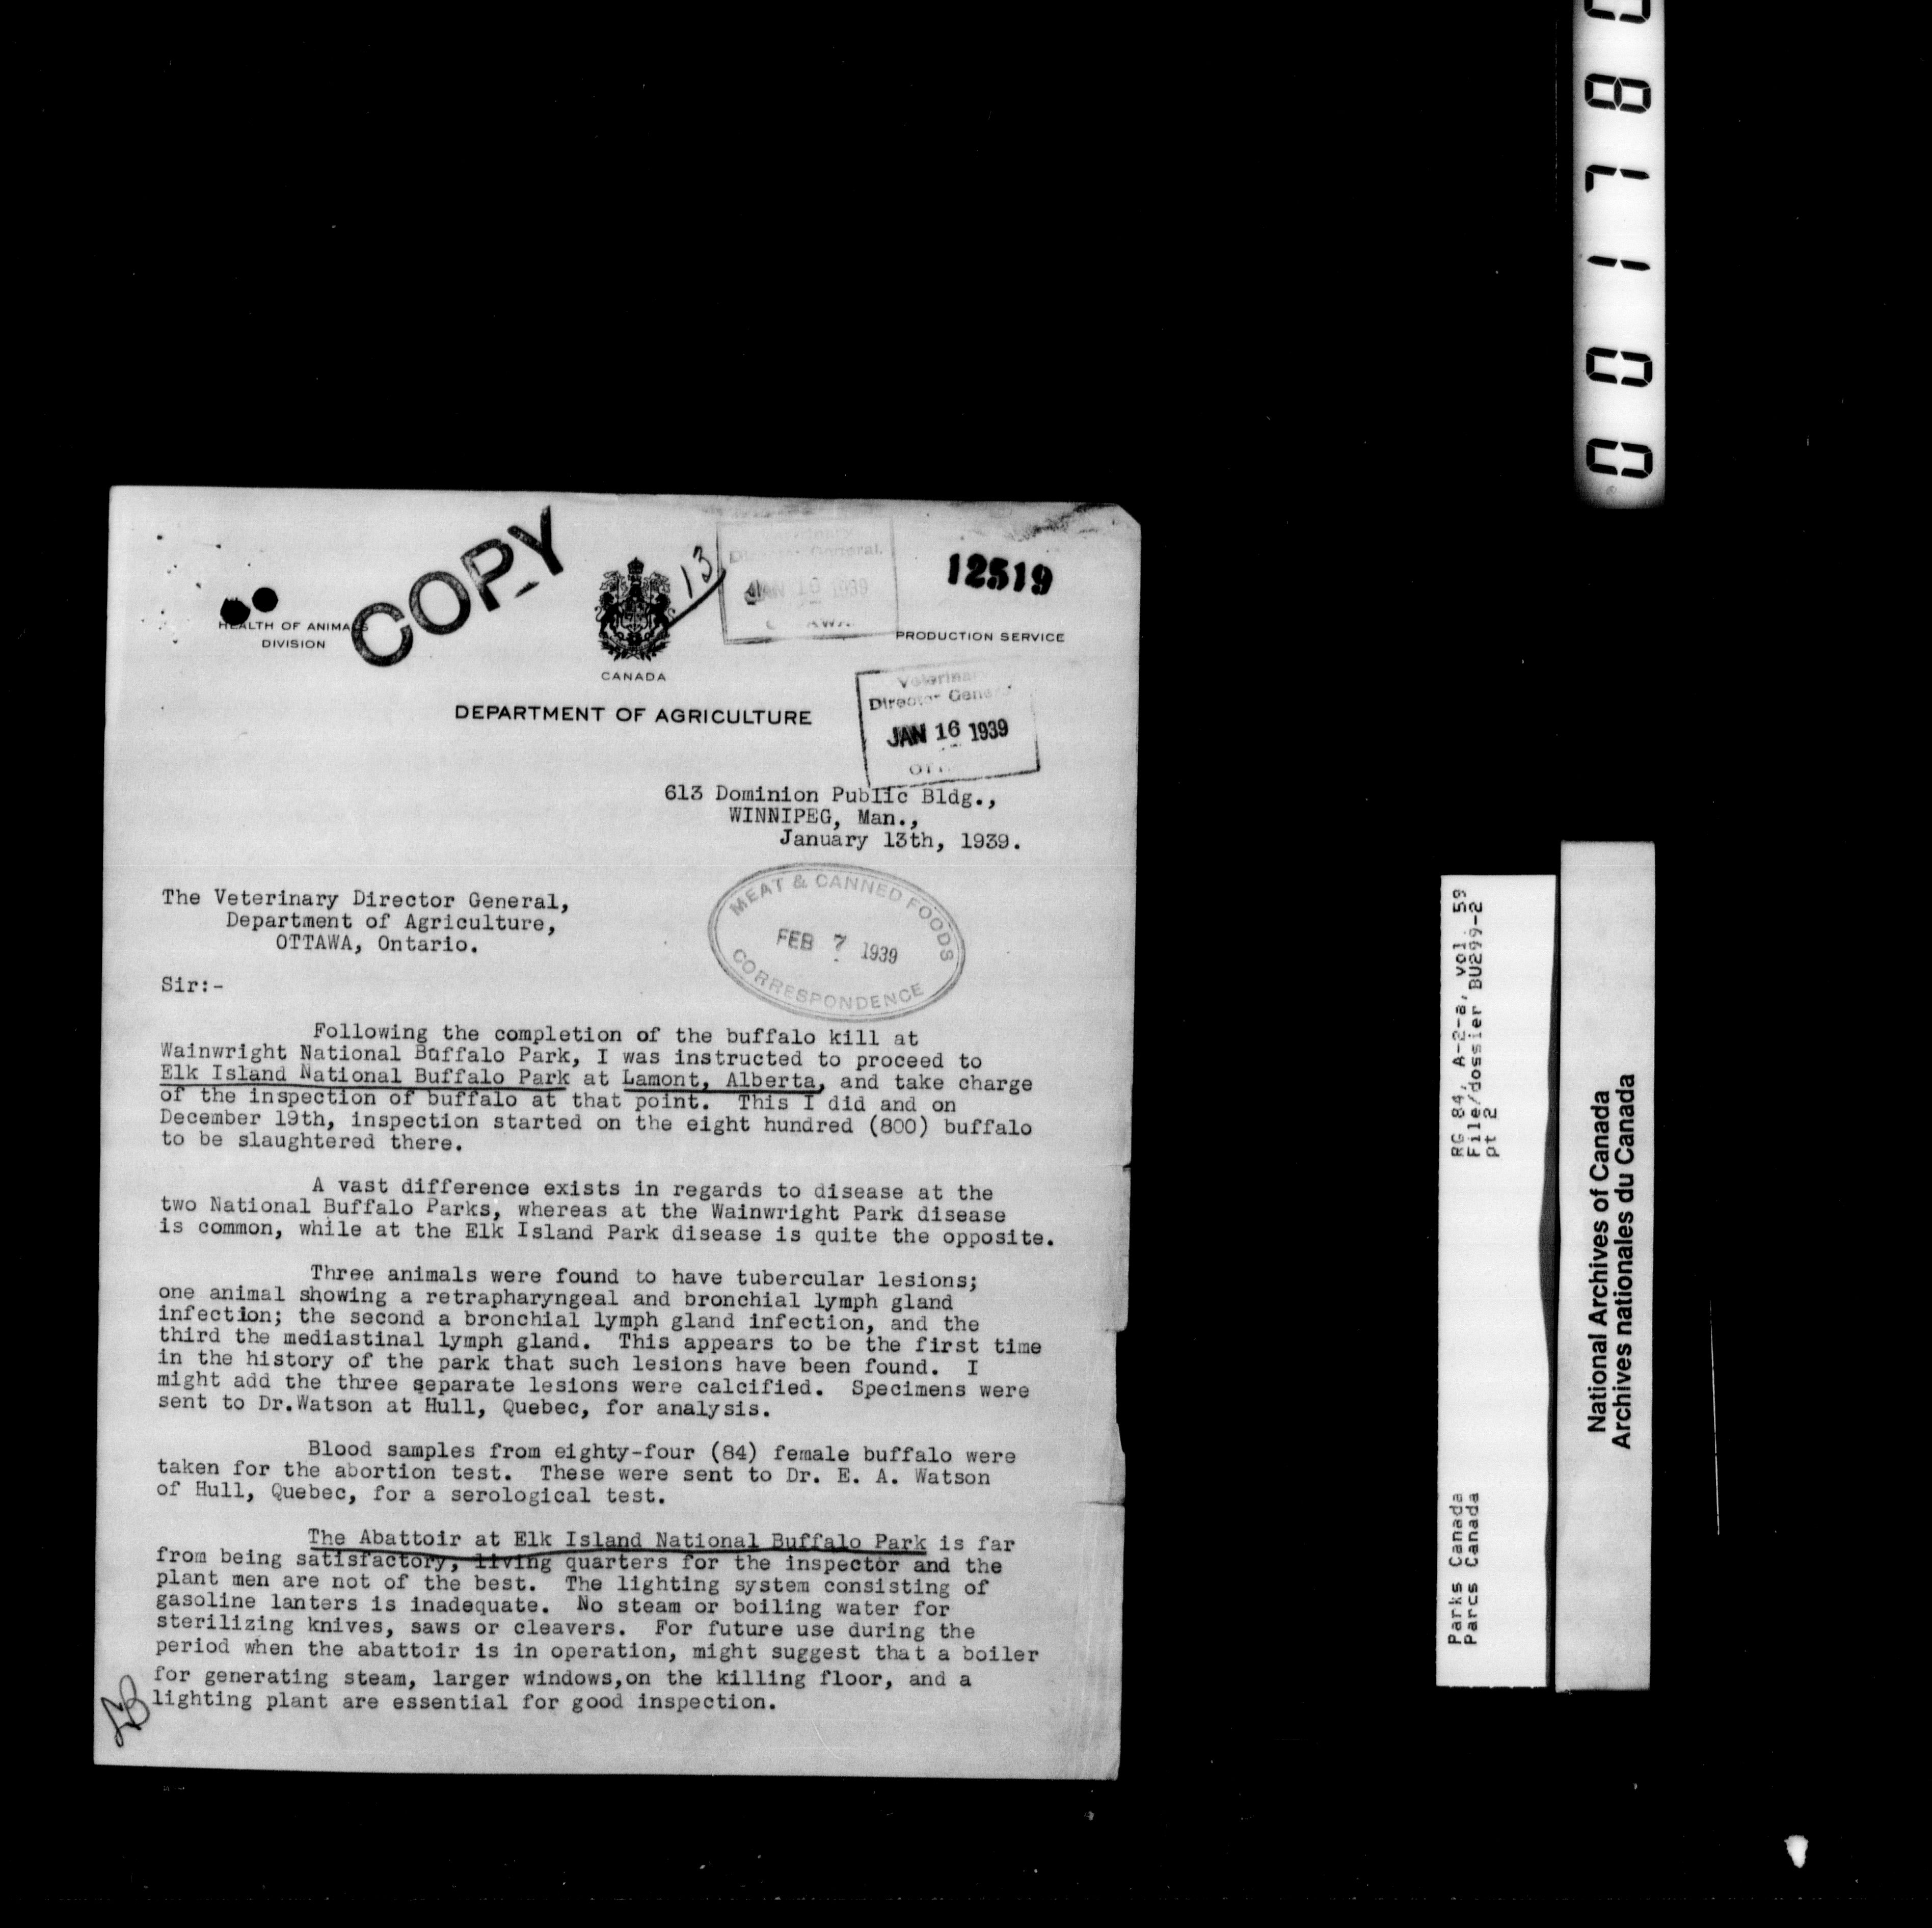 COPY
13
Director General.
JAN 16 1939
12519
HEALTH OF ANIMALS
DIVISION
PRODUCTION SERVICE
CANADA
DEPARTMENT OF AGRICULTURE
Veterinary
Director General
JAN 16 1939
613 Dominion Public Bldg.,
WINNIPEG, Man.,
January 13th, 1939.
MEAT & CANNED FOODS
FEB 7 1939
CORRESPONDENCE
The Veterinary Director General,
Department of Agriculture,
OTTAWA, Ontario.
Sir:-
Following the completion of the buffalo kill at
Wainwright National Buffalo Park, I was instructed to proceed to
Elk Island National Buffalo Park at Lamont, Alberta, and take charge
of the inspection of buffalo at that point. This I did and on
December 19th, inspection started on the eight hundred (800) buffalo
to be slaughtered there.
A vast difference exists in regards to disease at the
two National Buffalo Parks, whereas at the Wainwright Park disease
is common, while at the Elk Island Park disease is quite the opposite.
Three animals were found to have tubercular lesions;
one animal showing a retrapharyngeal and bronchial lymph gland
infection; the second a bronchial lymph gland infection, and the
third the mediastinal lymph gland. This appears to be the first time
in the history of the park that such lesions have been found. I
might add the three separate lesions were calcified. Specimens were
sent to Dr.Watson at Hull, Quebec, for analysis.
Blood samples from eighty-four (84) female buffalo were
taken for the abortion test. These were sent to Dr. E. A. Watson
of Hull, Quebec, for a serological test.
The Abattoir at Elk Island National Buffalo Park is far
from being satisfactory, living quarters for the inspector and the
plant men are not of the best. The lighting system consisting of
gasoline lanters is inadequate. No steam or boiling water for
sterilizing knives, saws or cleavers. For future use during the
period when the abattoir is in operation, might suggest that a boiler
for generating steam, larger windows,on the killing floor, and a
lighting plant are essential for good inspection.
001780
RG 84, A-2-a, vol. 59
File/dossier BU299-2
pt 2
Parks Canada
Parcs Canada
National Archives of Canada
Archives nationales du Canada